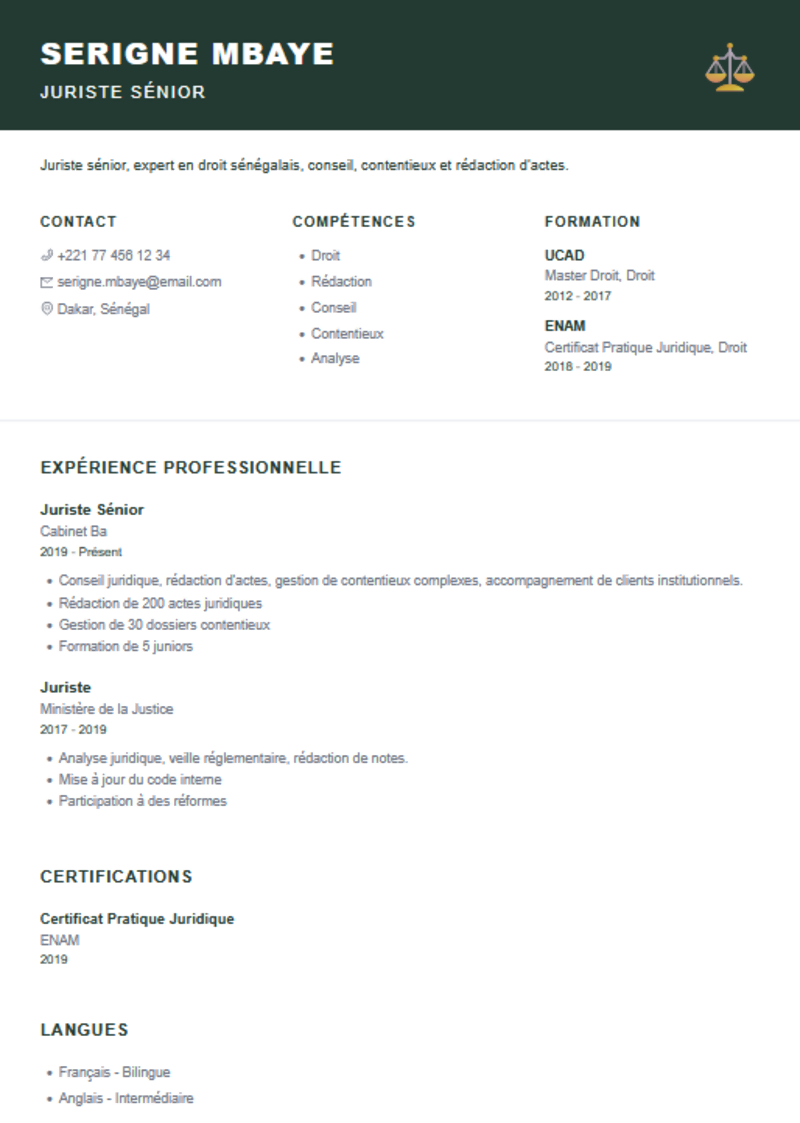 SERIGNE MBAYE
JURISTE SÉNIOR
Juriste sénior, expert en droit sénégalais, conseil, contentieux et rédaction d'actes.
CONTACT
+221 77 456 12 34
serigne.mbaye@email.com
Dakar, Sénégal
COMPÉTENCES
• Droit
• Rédaction
• Conseil
• Contentieux
• Analyse
FORMATION
UCAD
Master Droit, Droit
2012 - 2017
ENAM
Certificat Pratique Juridique, Droit
2018 - 2019
EXPÉRIENCE PROFESSIONNELLE
Juriste Sénior
Cabinet Ba
2019 - Présent
• Conseil juridique, rédaction d'actes, gestion de contentieux complexes, accompagnement de clients institutionnels.
• Rédaction de 200 actes juridiques
• Gestion de 30 dossiers contentieux
• Formation de 5 juniors
Juriste
Ministère de la Justice
2017 - 2019
• Analyse juridique, veille réglementaire, rédaction de notes.
• Mise à jour du code interne
• Participation à des réformes
CERTIFICATIONS
Certificat Pratique Juridique
ENAM
2019
LANGUES
• Français - Bilingue
• Anglais - Intermédiaire